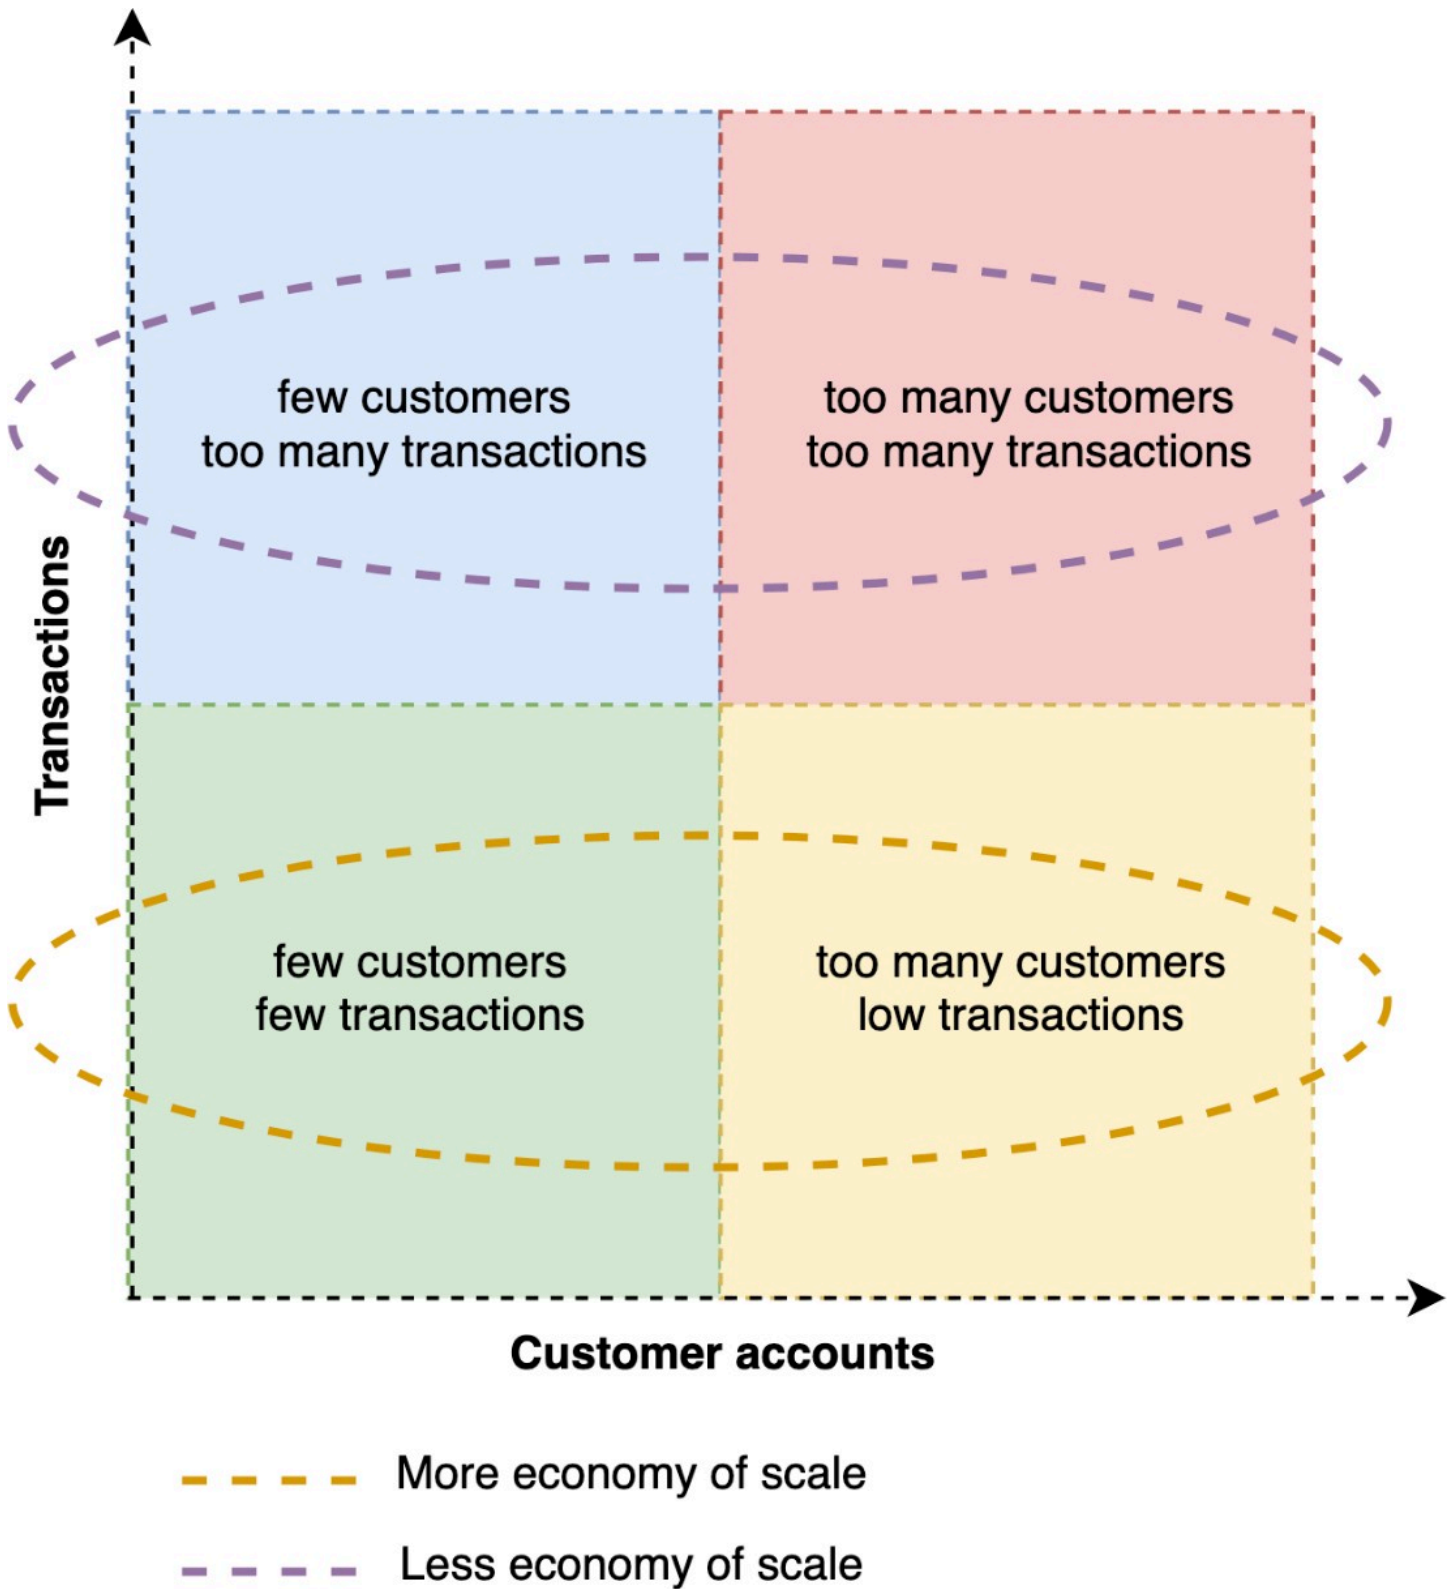 few customers
too many transactions
too many customers
too many transactions
Transactions
few customers
few transactions
too many customers
low transactions
Customer accounts
More economy of scale
Less economy of scale